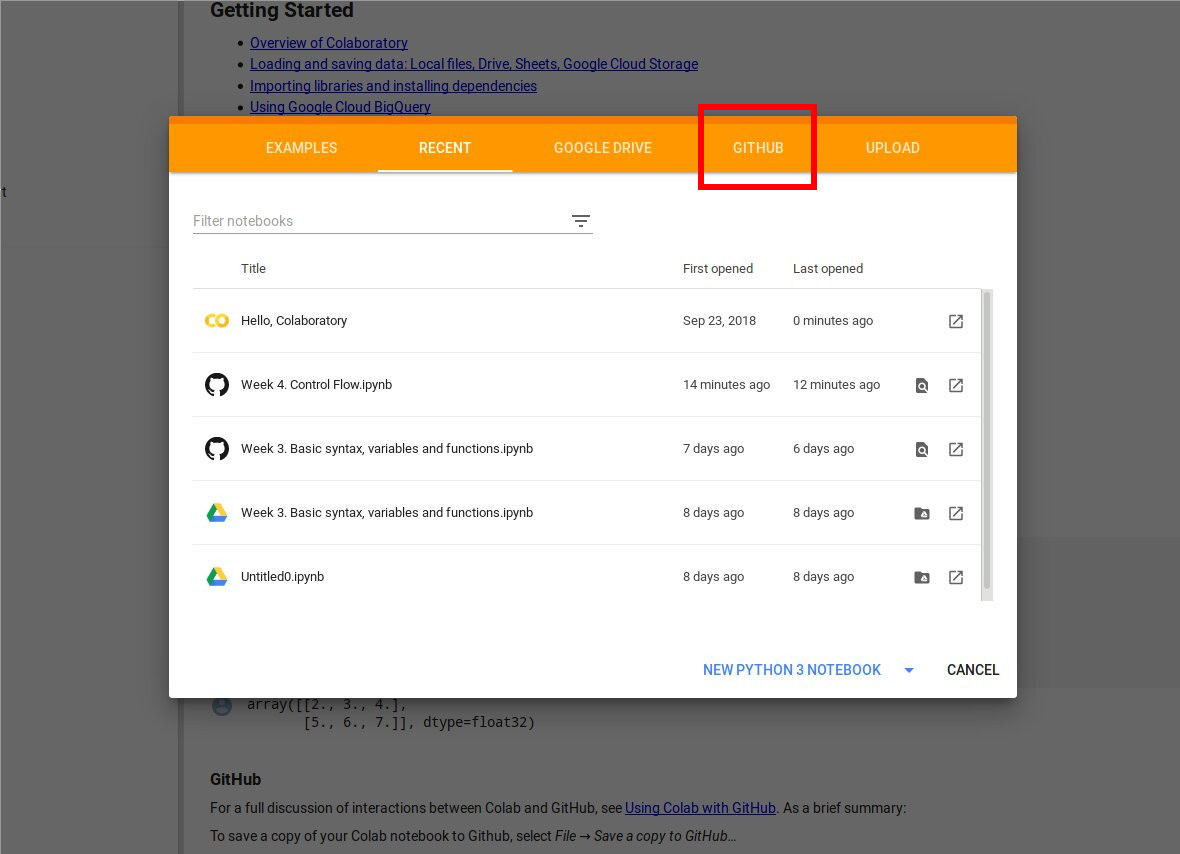 Getting Started
Overview of Colaboratory
Loading and saving data: Local files, Drive, Sheets, Google Cloud Storage
Importing libraries and installing dependencies
Using Google Cloud BigQuery
EXAMPLES RECENT GOOGLE DRIVE GITHUB UPLOAD
t
Filter notebooks
Title First opened Last opened
Hello, Colaboratory Sep 23, 2018 0 minutes ago
Week 4. Control Flow.ipynb 14 minutes ago 12 minutes ago
Week 3. Basic syntax, variables and functions.ipynb 7 days ago 6 days ago
Week 3. Basic syntax, variables and functions.ipynb 8 days ago 8 days ago
Untitled0.ipynb 8 days ago 8 days ago
NEW PYTHON 3 NOTEBOOK CANCEL
array([[2., 3., 4.],
[5., 6., 7.]], dtype=float32)
GitHub
For a full discussion of interactions between Colab and GitHub, see Using Colab with GitHub. As a brief summary:
To save a copy of your Colab notebook to Github, select File → Save a copy to GitHub…